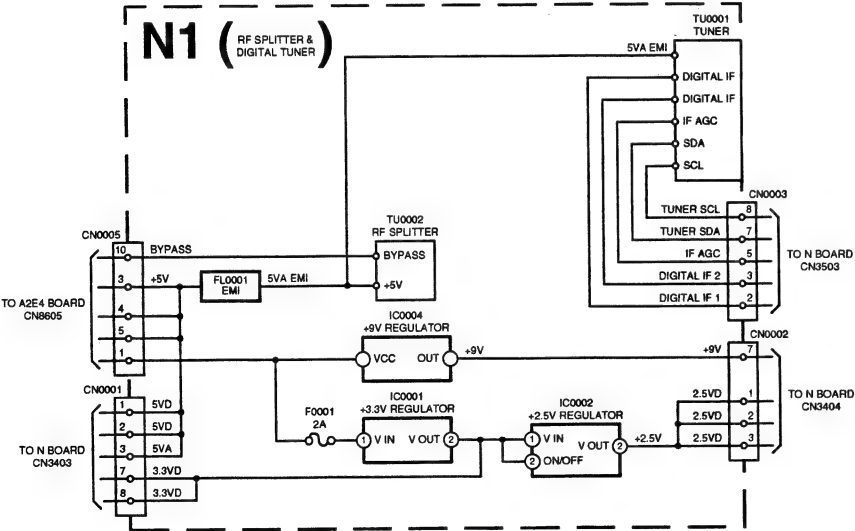 N1 ( RF SPLITTER &
DIGITAL TUNER )
TU0001
TUNER
5VA EMI
DIGITAL IF
DIGITAL IF
IF AGC
SDA
SCL
CN0003
TUNER SCL 8
TUNER SDA 7
IF AGC 5
DIGITAL IF 2 3
DIGITAL IF 1 2
TO N BOARD
CN3503
CN0005
10 BYPASS
3 +5V
4
5
1
TO A2E4 BOARD
CN8605
FL0001
EMI
5VA EMI
TU0002
RF SPLITTER
BYPASS
+5V
IC0004
+9V REGULATOR
VCC OUT
+9V
CN0002
+9V 7
2.5VD 1
2.5VD 2
2.5VD 3
TO N BOARD
CN3404
CN0001
1 5VD
2 5VD
3 5VA
7 3.3VD
8 3.3VD
TO N BOARD
CN3403
F0001
2A
IC0001
+3.3V REGULATOR
1 V IN V OUT 2
IC0002
+2.5V REGULATOR
1 V IN
V OUT 2
2 ON/OFF
+2.5V